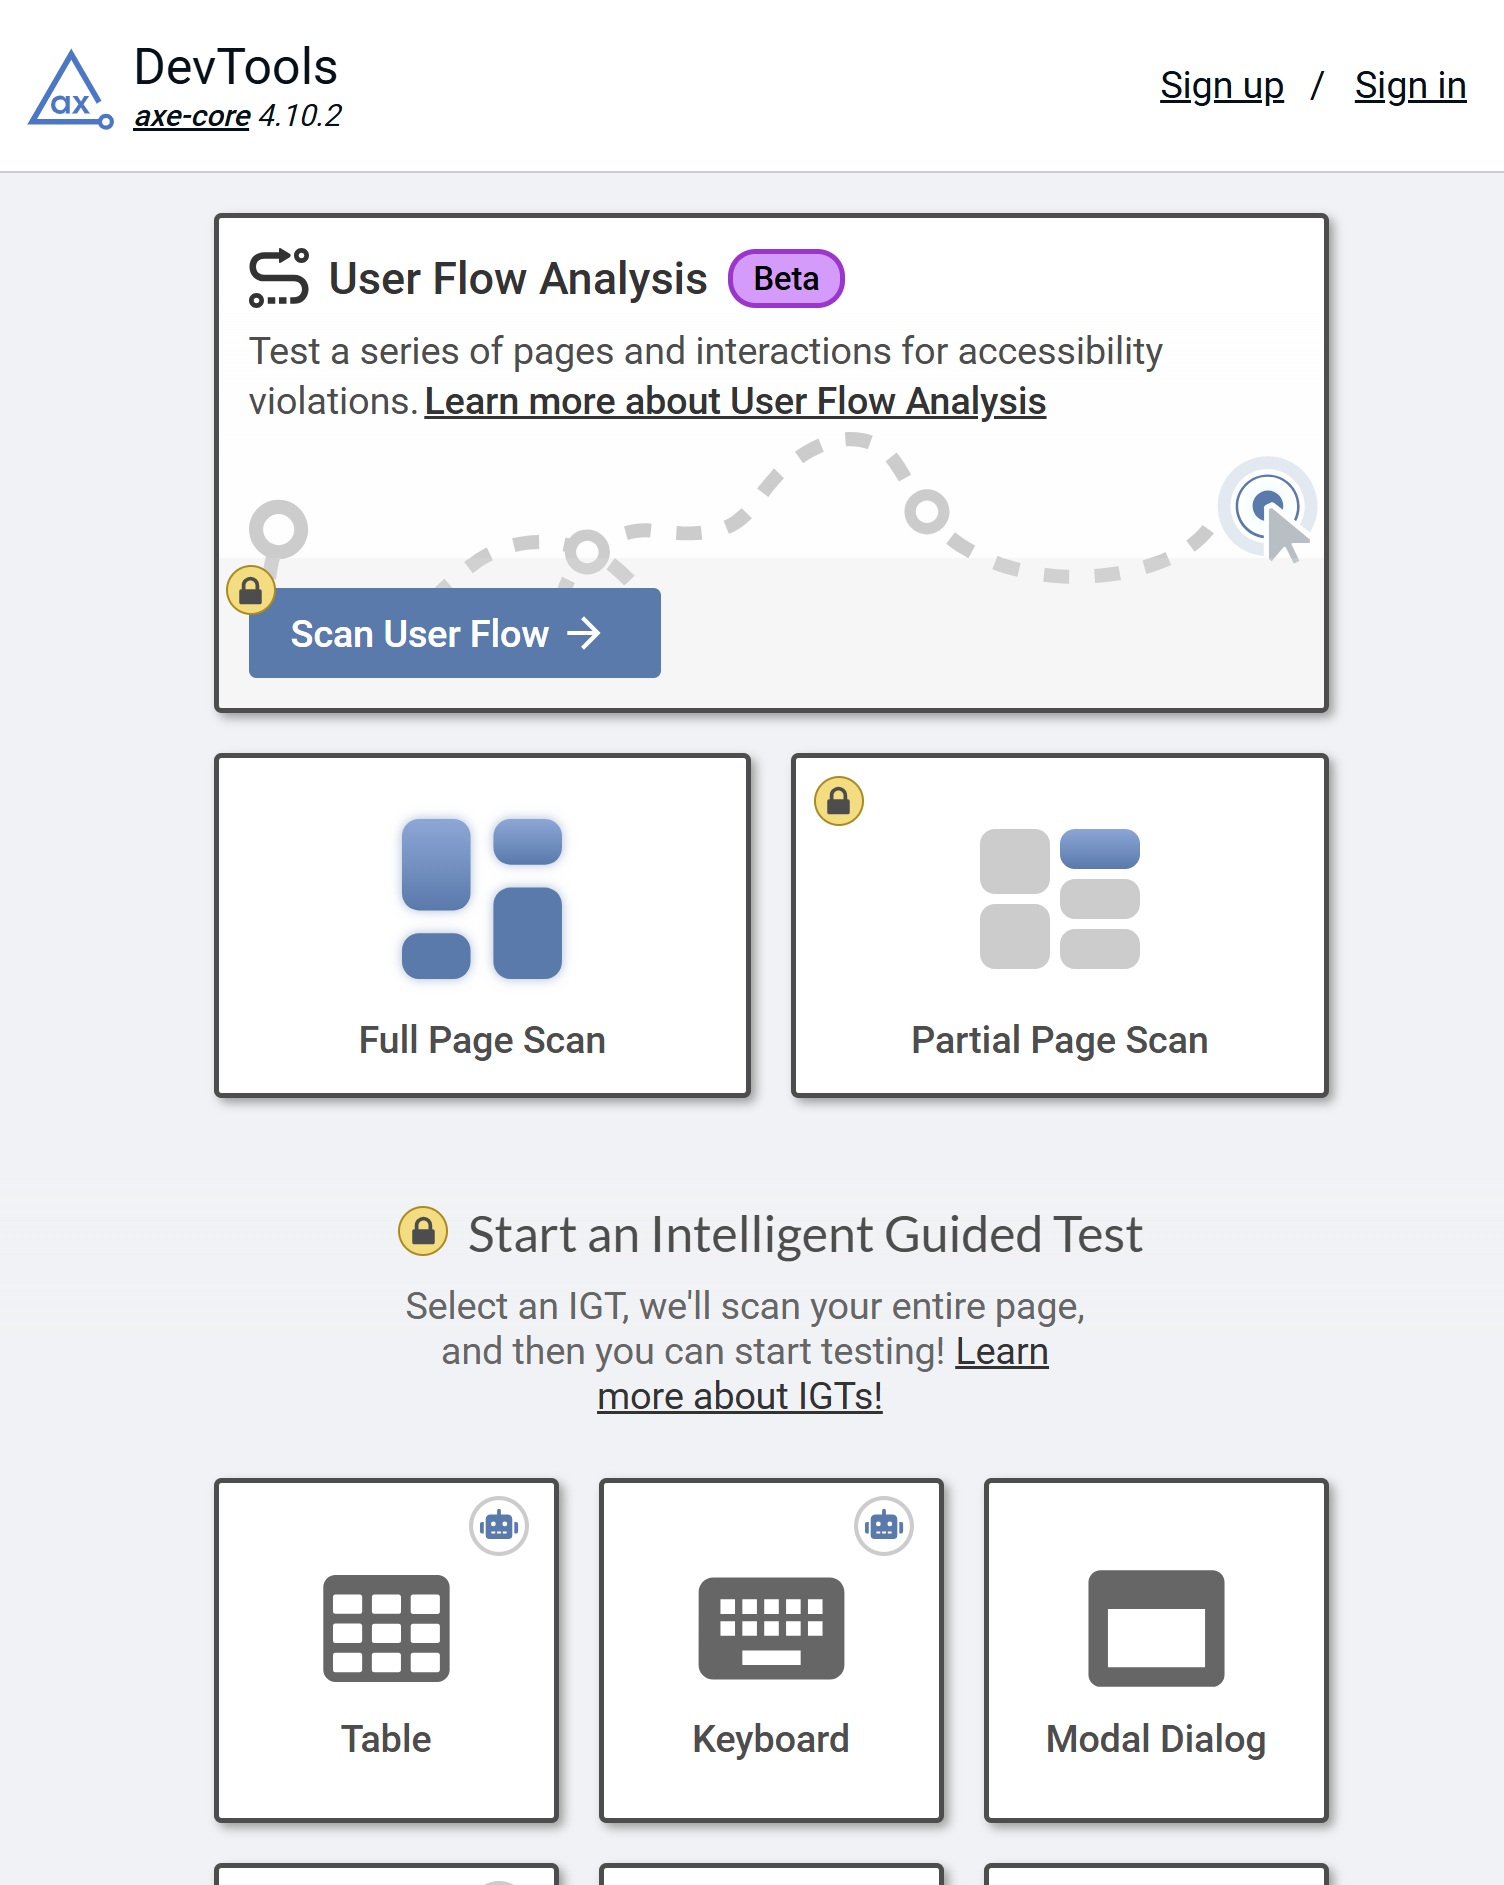 ax
DevTools
axe-core 4.10.2
Sign up / Sign in
User Flow Analysis Beta
Test a series of pages and interactions for accessibility
violations. Learn more about User Flow Analysis
Scan User Flow →
Full Page Scan
Partial Page Scan
Start an Intelligent Guided Test
Select an IGT, we'll scan your entire page,
and then you can start testing! Learn
more about IGTs!
Table
Keyboard
Modal Dialog